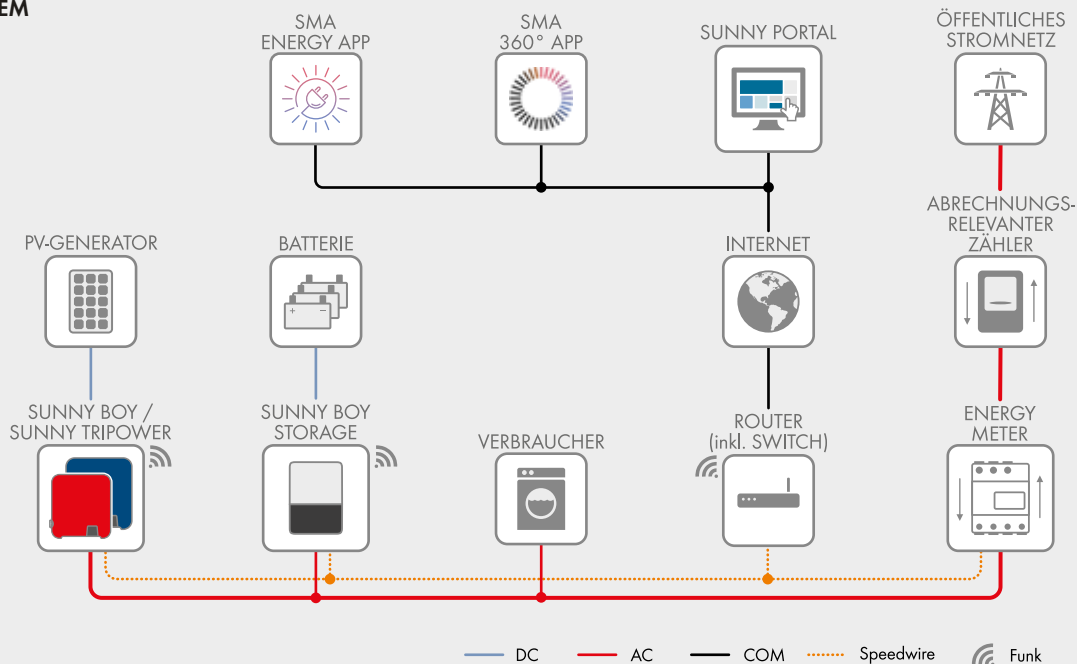 SMA
ENERGY APP
SMA
360° APP
SUNNY PORTAL
ÖFFENTLICHES
STROMNETZ
PV-GENERATOR
BATTERIE
INTERNET
ABRECHNUNGS-
RELEVANTER
ZÄHLER
SUNNY BOY /
SUNNY TRIPOWER
SUNNY BOY
STORAGE
VERBRAUCHER
ROUTER
(inkl. SWITCH)
ENERGY
METER
DC
AC
COM
Speedwire
Funk